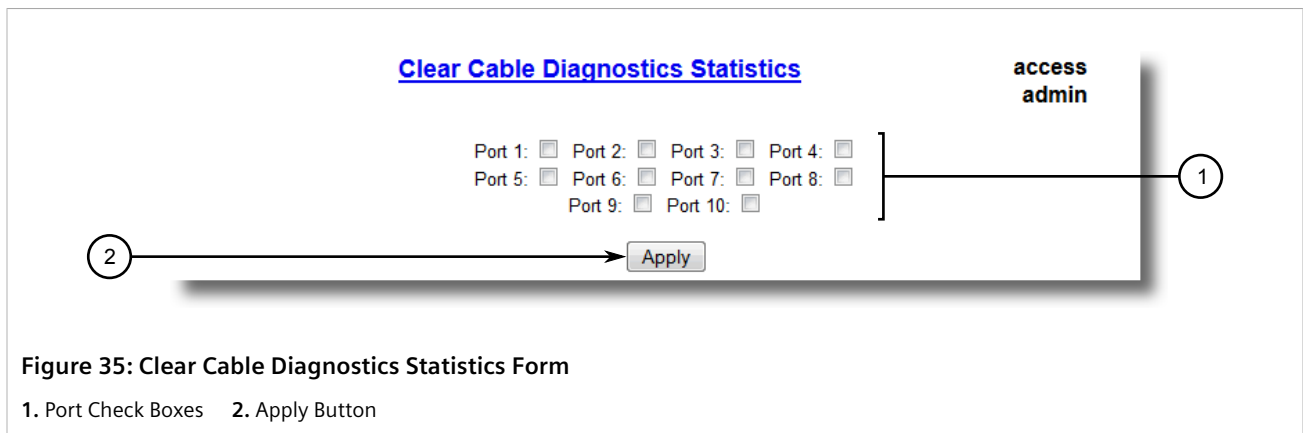 Clear Cable Diagnostics Statistics
access
admin
Port 1: Port 2: Port 3: Port 4:
Port 5: Port 6: Port 7: Port 8:
Port 9: Port 10:
1
2
Apply
Figure 35: Clear Cable Diagnostics Statistics Form
1. Port Check Boxes 2. Apply Button